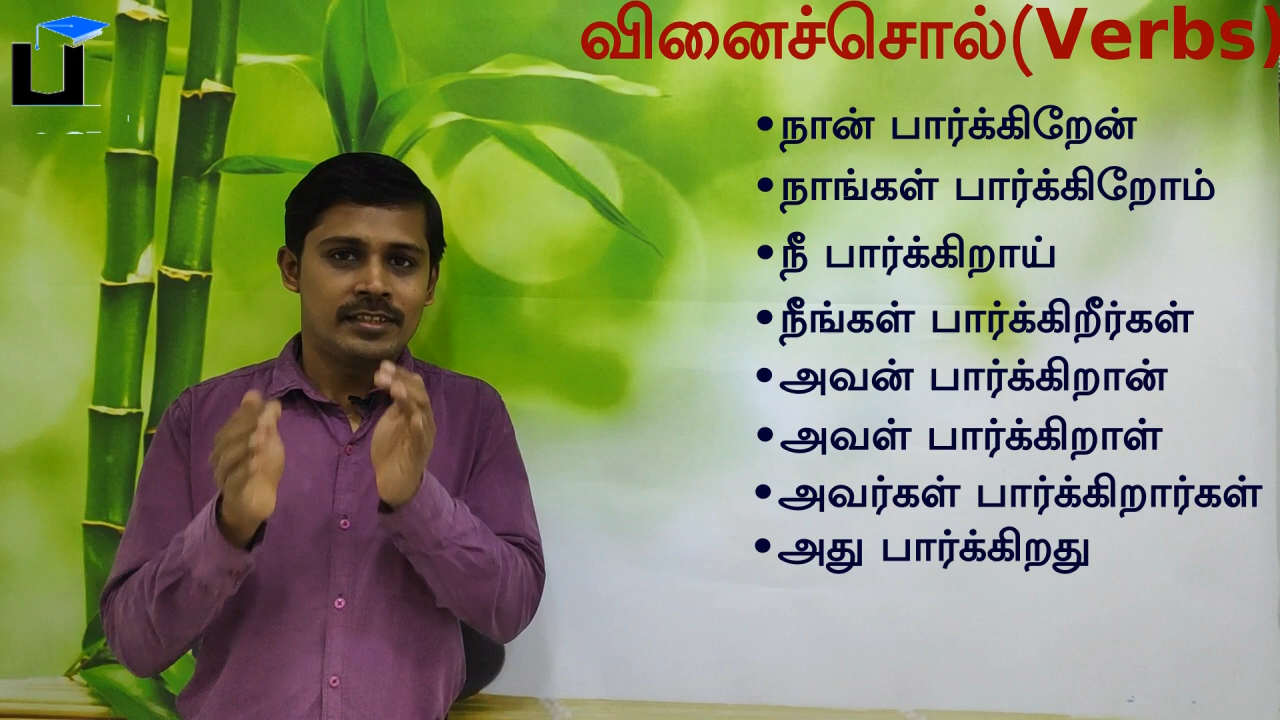 வினைச்சொல்(Verbs)
•நான் பார்க்கிறேன்
•நாங்கள் பார்க்கிறோம்
•நீ பார்க்கிறாய்
•நீங்கள் பார்க்கிறீர்கள்
•அவன் பார்க்கிறான்
•அவள் பார்க்கிறாள்
•அவர்கள் பார்க்கிறார்கள்
•அது பார்க்கிறது